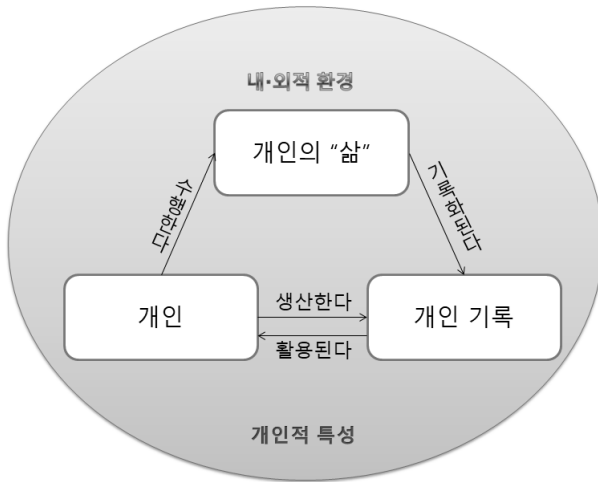 내·외적 환경
개인의 “삶”
수행한다
기록화된다
개인
생산한다
활용된다
개인 기록
개인적 특성